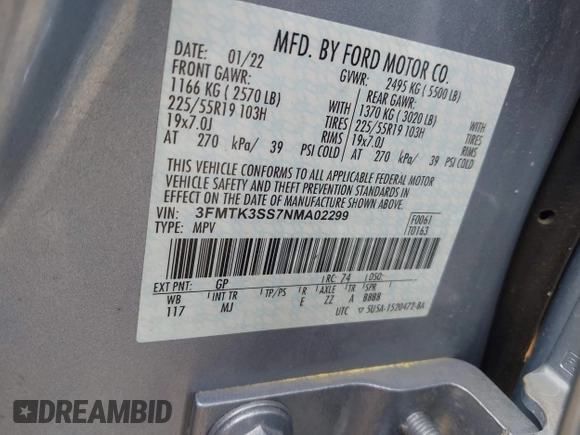 MFD. BY FORD MOTOR CO.
DATE: 01/22 GVWR: 2495 KG ( 5500 LB)
FRONT GAWR: REAR GAWR:
1166 KG ( 2570 LB) WITH 1370 KG ( 3020 LB) WITH
225/55R19 103H TIRES 225/55R19 103H TIRES
19x7.0J RIMS 19x7.0J RIMS
AT 270 kPa/ 39 PSI COLD AT 270 kPa/ 39 PSI COLD
THIS VEHICLE CONFORMS TO ALL APPLICABLE FEDERAL MOTOR
VEHICLE SAFETY AND THEFT PREVENTION STANDARDS IN
EFFECT ON THE DATE OF MANUFACTURE SHOWN ABOVE.
VIN: 3FMTK3SS7NMA02299 F0061
TYPE: MPV T0163
EXT PNT: GP RC: 74 DSO:
WB INT TR TP/PS R AXLE TR SPR
117 MJ E ZZ A BBBB
UTC 5U5A-1520472-BA
DREAMBID